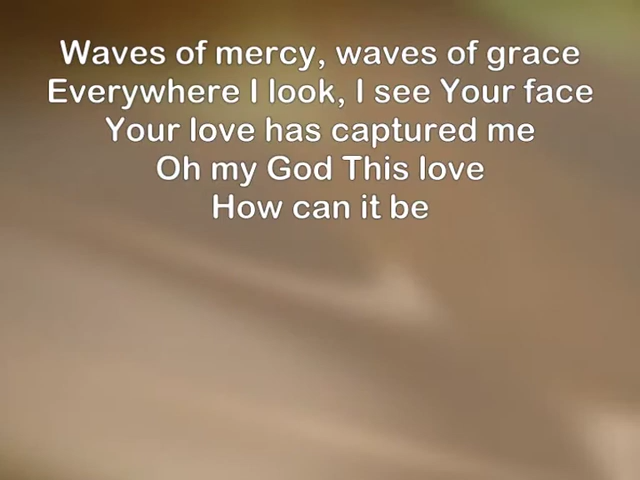 Waves of mercy, waves of grace
Everywhere I look, I see Your face
Your love has captured me
Oh my God This love
How can it be